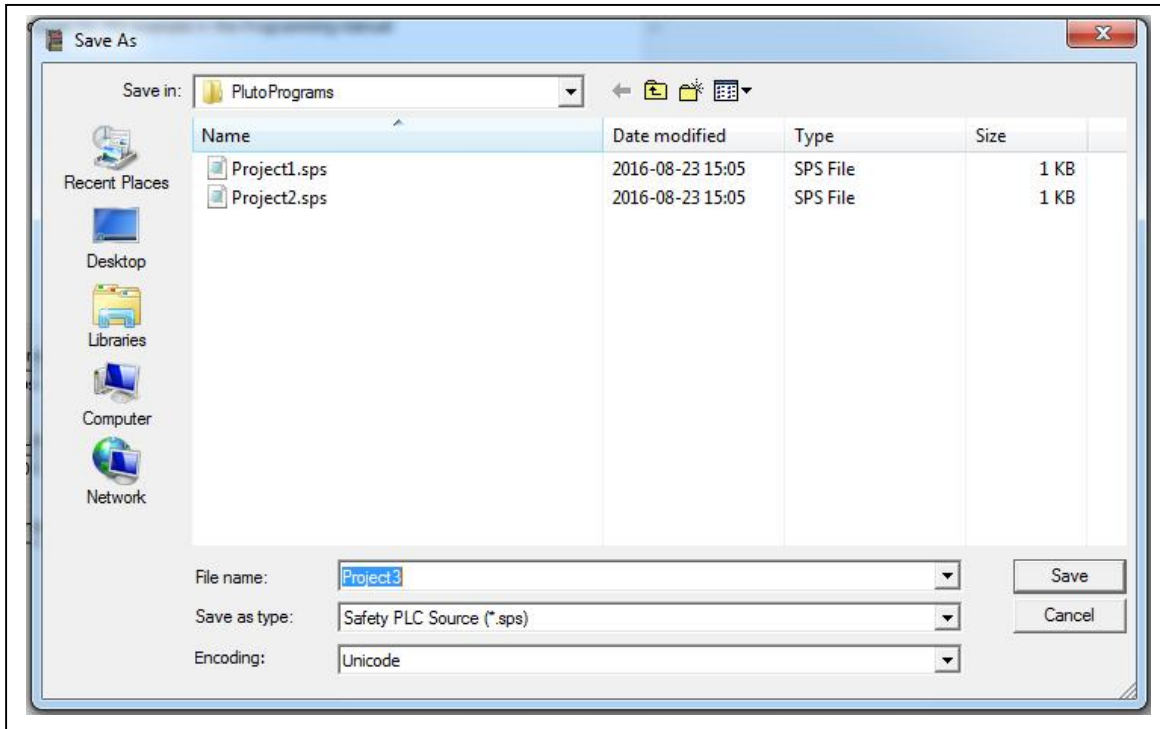 Save As
Save in: PlutoPrograms
Name Date modified Type Size
Project1.sps 2016-08-23 15:05 SPS File 1 KB
Project2.sps 2016-08-23 15:05 SPS File 1 KB
Recent Places
Desktop
Libraries
Computer
Network
File name: Project3 Save
Save as type: Safety PLC Source (*.sps) Cancel
Encoding: Unicode